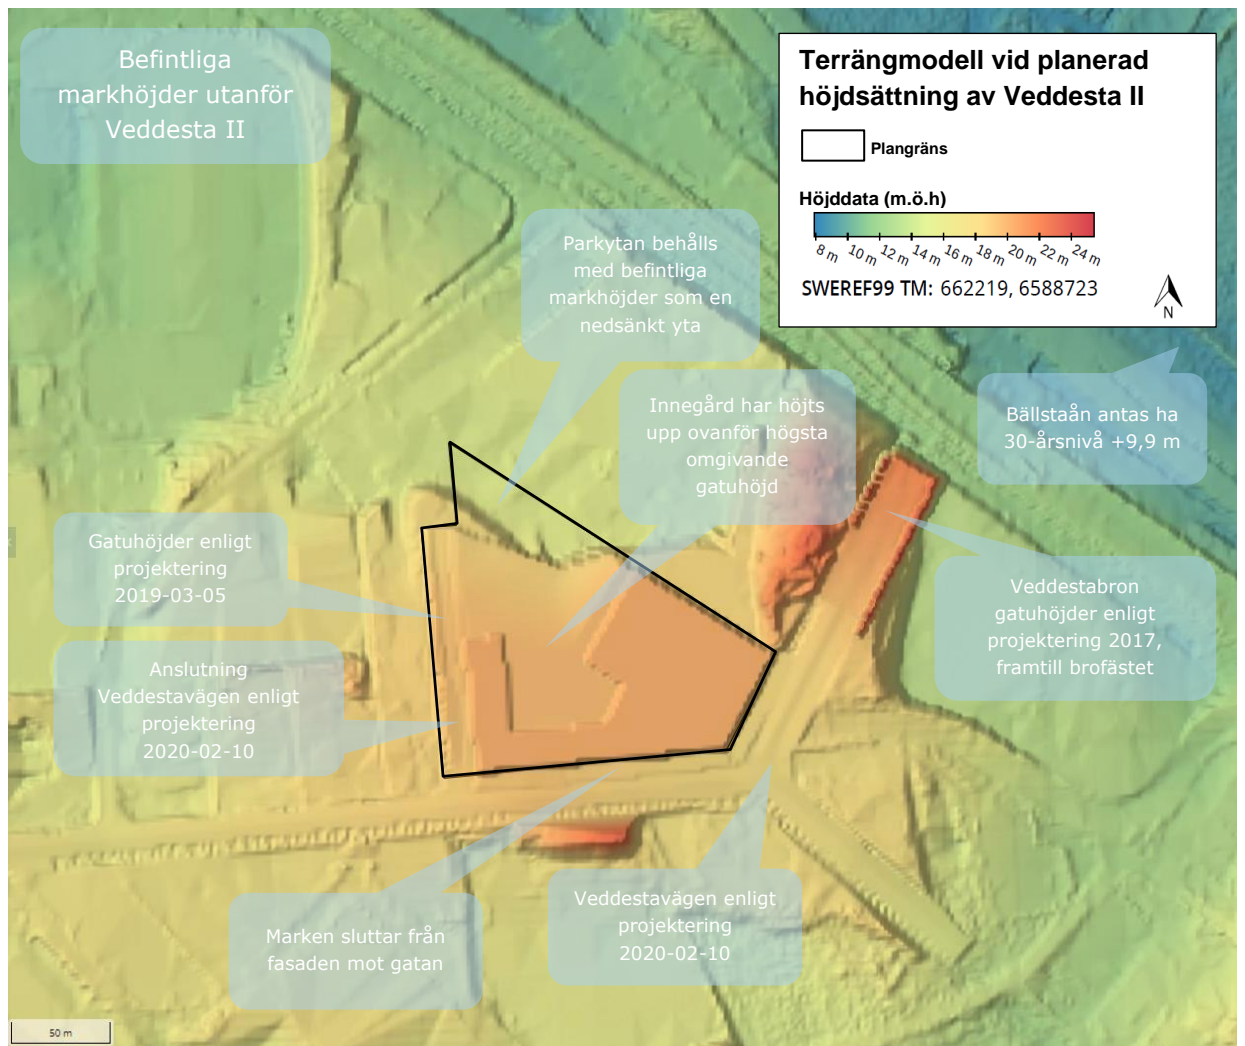 Befintliga
markhöjder utanför
Veddesta II
Terrängmodell vid planerad
höjdsättning av Veddesta II
Plangräns
Höjddata (m.ö.h)
8 m 10 m 12 m 14 m 16 m 18 m 20 m 22 m 24 m
SWEREF99 TM: 662219, 6588723
N
Parkytan behålls
med befintliga
markhöjder som en
nedsänkt yta
Innegård har höjts
upp ovanför högsta
omgivande
gatuhöjd
Bällstaån antas ha
30-årsnivå +9,9 m
Gatuhöjder enligt
projektering
2019-03-05
Veddestabron
gatuhöjder enligt
projektering 2017,
framtill brofästet
Anslutning
Veddestavägen enligt
projektering
2020-02-10
Marken sluttar från
fasaden mot gatan
Veddestavägen enligt
projektering
2020-02-10
50 m